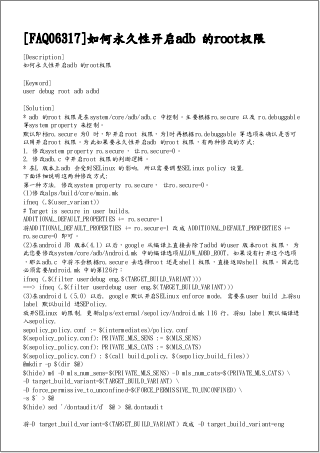 [FAQ06317]如何永久性开启adb 的root权限
[Description]
如何永久性开启adb 的root权限
[Keyword]
user debug root adb adbd
[Solution]
* adb 的root 权限是在system/core/adb/adb.c 中控制。主要根据ro.secure 以及 ro.debuggable
等system property 来控制。
默认即档ro.secure 为0 时，即开启root 权限，为1时再根据ro.debuggable 等选项来确认是否可
以用开启root 权限。为此如果要永久性开启adb 的root 权限，有两种修改的方式:
1. 修改system property ro.secure， 让ro.secure=0。
2. 修改adb.c 中开启root 权限的判断逻辑。
* 在L 版本上adb 会受到SELinux 的影响, 所以需要调整SELinux policy 设置.
下面详细说明这两种修改方式:
第一种方法. 修改system property ro.secure， 让ro.secure=0。
(1)修改alps/build/core/main.mk
ifneq (,$(user_variant))
# Target is secure in user builds.
ADDITIONAL_DEFAULT_PROPERTIES += ro.secure=1
将ADDITIONAL_DEFAULT_PROPERTIES += ro.secure=1 改成 ADDITIONAL_DEFAULT_PROPERTIES +=
ro.secure=0 即可。
(2)在android 用 版本(4.1) 以后，google 从编译上直接去除了adbd 的user 版本root 权限， 为
此您要修改system/core/adb/Android.mk 中的编译选项ALLOW_ADBD_ROOT, 如果没有打开这个选项
，那么adb.c 中将不会根据ro.secure 去选择root 还是shell 权限，直接返回shell 权限。因此您
必须需要Android.mk 中的第126行:
ifneq (,$(filter userdebug eng,$(TARGET_BUILD_VARIANT)))
===> ifneq (,$(filter userdebug user eng,$(TARGET_BUILD_VARIANT)))
(3)在android L (5.0) 以后, google 默认开启SELinux enforce mode, 需要在user build 上将su
label 默认build 进SEPolicy.
放开SELinux 的限制. 更新alps/external/sepolicy/Android.mk 116 行, 将su label 默认编译进
入sepolicy.
sepolicy_policy.conf := $(intermediates)/policy.conf
$(sepolicy_policy.conf): PRIVATE_MLS_SENS := $(MLS_SENS)
$(sepolicy_policy.conf): PRIVATE_MLS_CATS := $(MLS_CATS)
$(sepolicy_policy.conf) : $(call build_policy, $(sepolicy_build_files))
@mkdir -p $(dir $@)
$(hide) m4 -D mls_num_sens=$(PRIVATE_MLS_SENS) -D mls_num_cats=$(PRIVATE_MLS_CATS) \
-D target_build_variant=$(TARGET_BUILD_VARIANT) \
-D force_permissive_to_unconfined=$(FORCE_PERMISSIVE_TO_UNCONFINED) \
-s $^ > $@
$(hide) sed '/dontaudit/d' $@ > $@.dontaudit
将-D target_build_variant=$(TARGET_BUILD_VARIANT) 改成 -D target_build_variant=eng